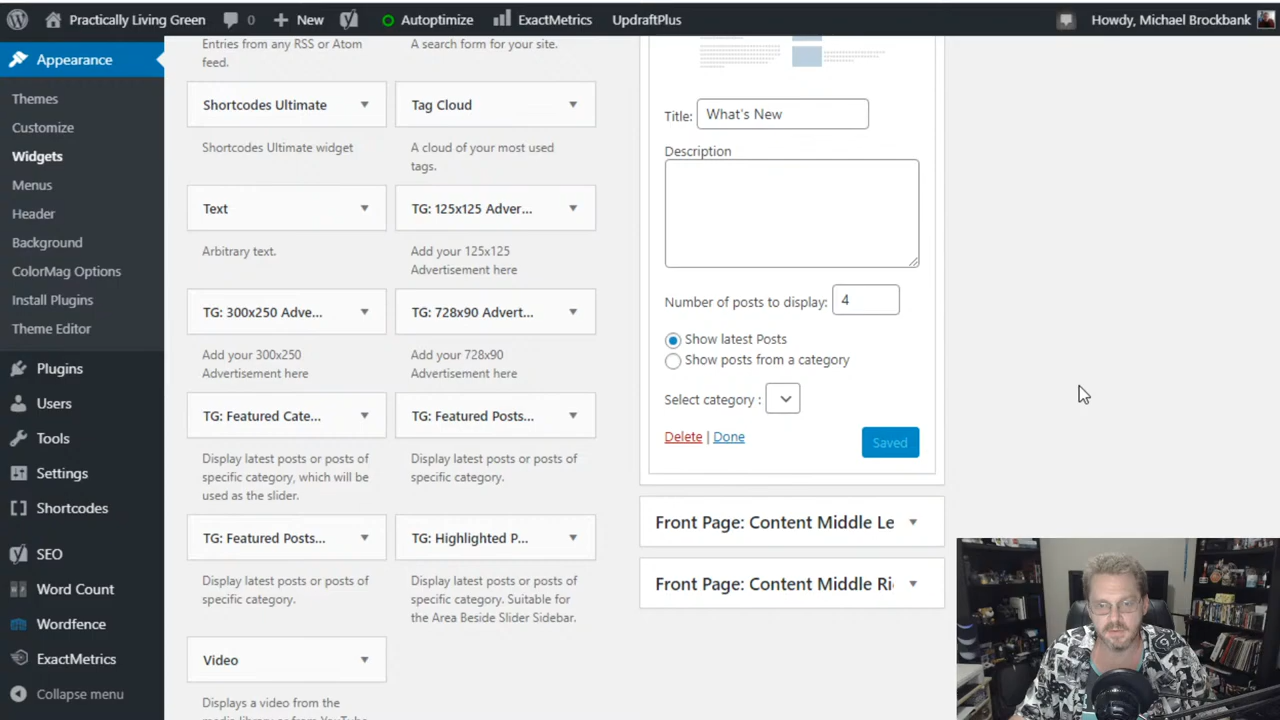 Practically Living Green 0 New Autoptimize ExactMetrics UpdraftPlus Howdy, Michael Brockbank
Appearance
Themes
Customize
Widgets
Menus
Header
Background
ColorMag Options
Install Plugins
Theme Editor
Plugins
Users
Tools
Settings
Shortcodes
SEO
Word Count
Wordfence
ExactMetrics
Collapse menu
Entries from any RSS or Atom
feed.
A search form for your site.
Shortcodes Ultimate
Shortcodes Ultimate widget
Tag Cloud
A cloud of your most used
tags.
Text
Arbitrary text.
TG: 125x125 Adver...
Add your 125x125
Advertisement here
TG: 300x250 Adve...
Add your 300x250
Advertisement here
TG: 728x90 Advert...
Add your 728x90
Advertisement here
TG: Featured Cate...
Display latest posts or posts of
specific category, which will be
used as the slider.
TG: Featured Posts...
Display latest posts or posts of
specific category.
TG: Featured Posts...
Display latest posts or posts of
specific category.
TG: Highlighted P...
Display latest posts or posts of
specific category. Suitable for
the Area Beside Slider Sidebar.
Video
Displays a video from the
media library or from YouTube
Title: What's New
Description
Number of posts to display: 4
Show latest Posts
Show posts from a category
Select category :
Delete | Done Saved
Front Page: Content Middle Le
Front Page: Content Middle Ri